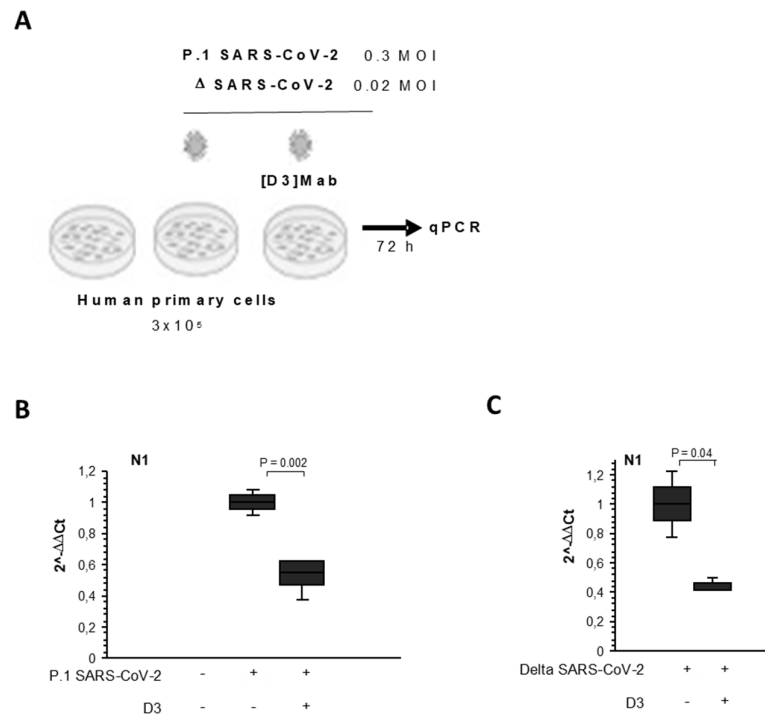 A
P.1 SARS-CoV-2 0.3 MOI
Δ SARS-CoV-2 0.02 MOI
[D3]Mab
qPCR
72 h
Human primary cells
3x10⁵
B
N1
P = 0.002
2^-ΔΔCt
1,2
1
0,8
0,6
0,4
0,2
0
P.1 SARS-CoV-2 - + +
D3 - - +
C
N1
P = 0.04
2^-ΔΔCt
1,2
1
0,8
0,6
0,4
0,2
0
Delta SARS-CoV-2 + +
D3 - +